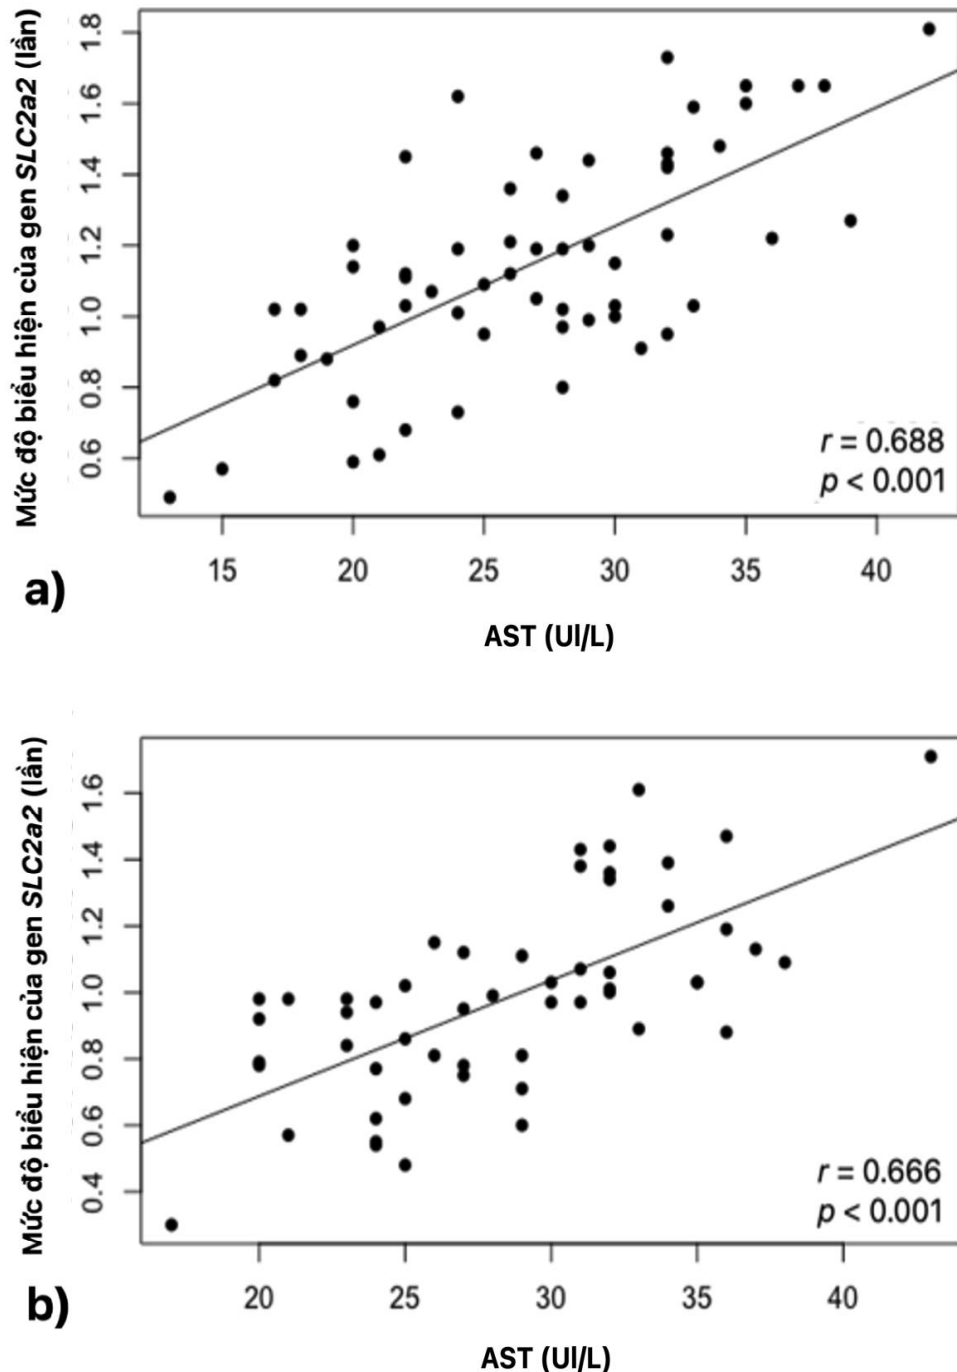 Mức độ biểu hiện của gen SLC2a2 (lần)
1.8
1.6
1.4
1.2
1.0
0.8
0.6
r = 0.688
p < 0.001
15 20 25 30 35 40
a)
AST (UI/L)
Mức độ biểu hiện của gen SLC2a2 (lần)
1.6
1.4
1.2
1.0
0.8
0.6
0.4
r = 0.666
p < 0.001
20 25 30 35 40
b)
AST (UI/L)